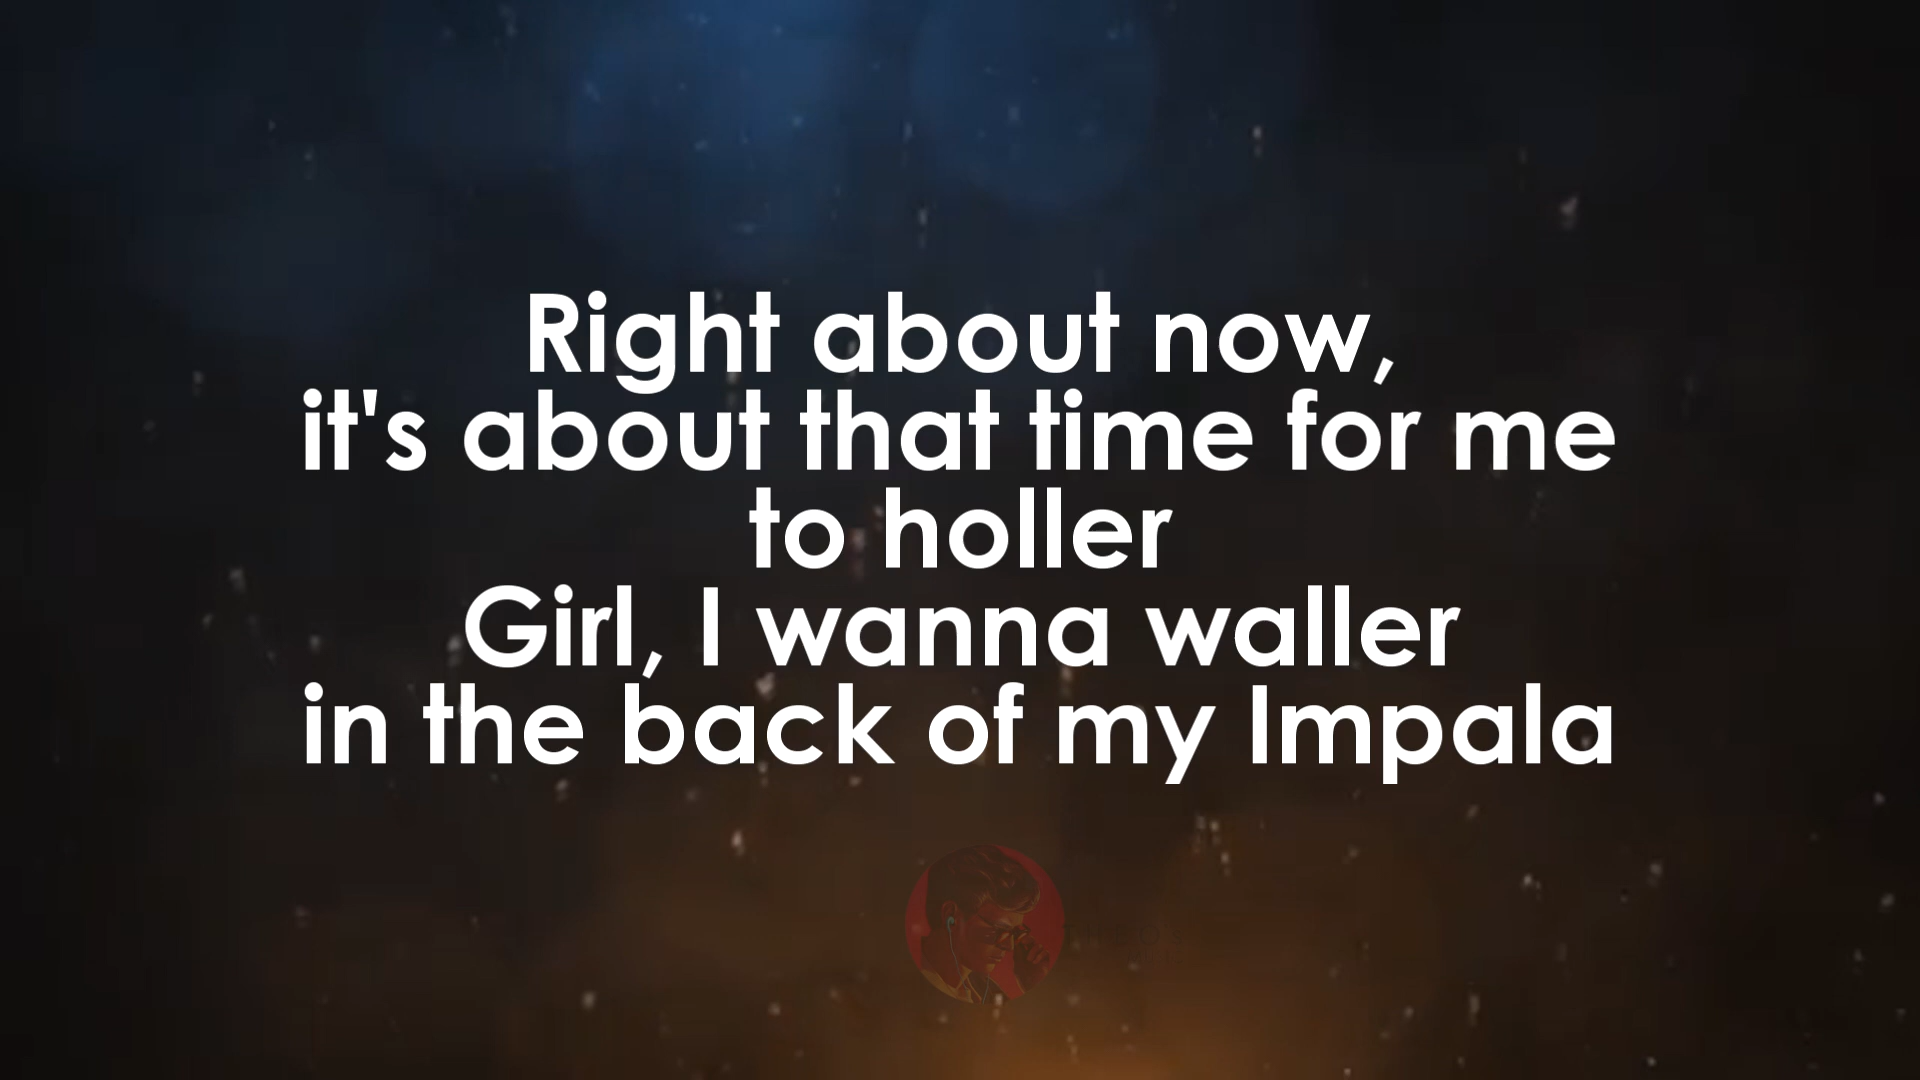 Right about now,
it's about that time for me
to holler
Girl, I wanna waller
in the back of my Impala